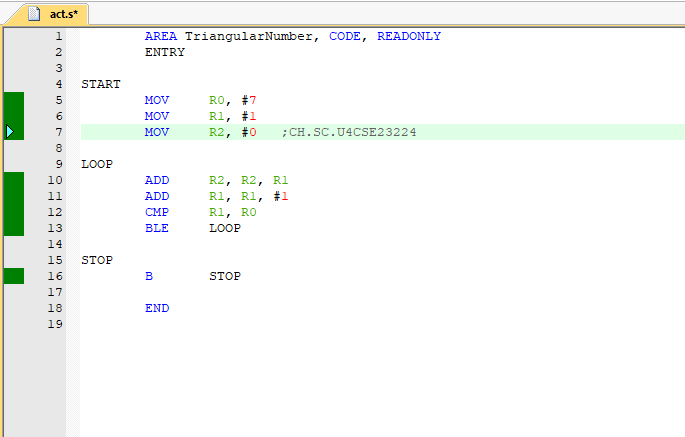 act.s*
1 AREA TriangularNumber, CODE, READONLY
2 ENTRY
3
4 START
5 MOV R0, #7
6 MOV R1, #1
7 MOV R2, #0 ;CH.SC.U4CSE23224
8
9 LOOP
10 ADD R2, R2, R1
11 ADD R1, R1, #1
12 CMP R1, R0
13 BLE LOOP
14
15 STOP
16 B STOP
17
18 END
19